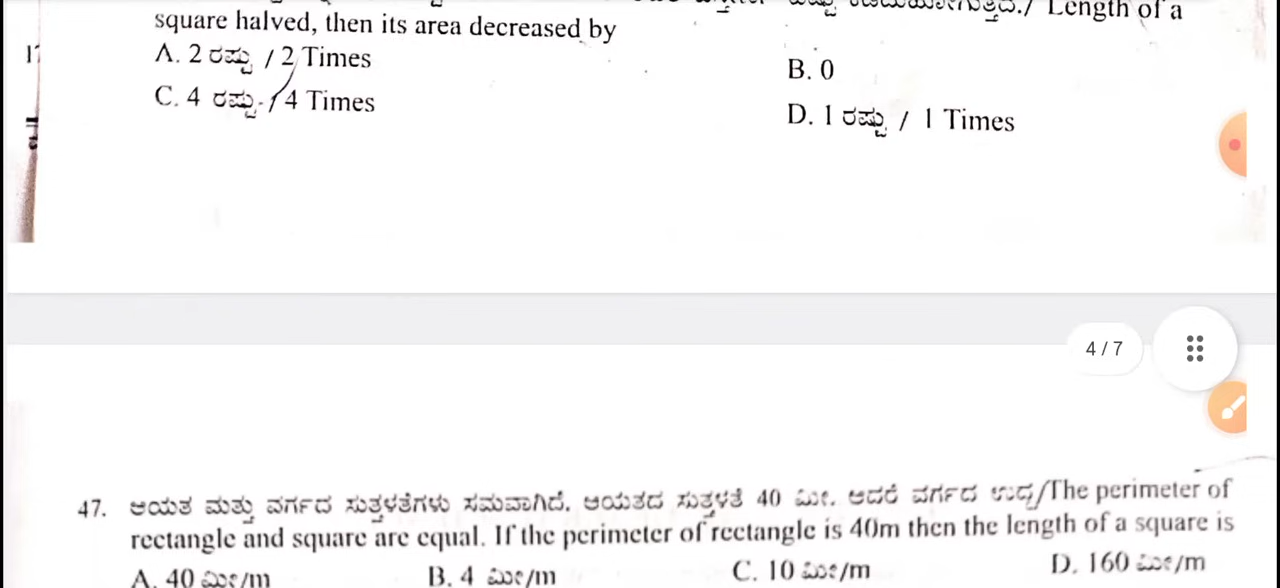 Length of a
square halved, then its area decreased by
A. 2 ರಷ್ಟು / 2 Times
B. 0
C. 4 ರಷ್ಟು / 4 Times
D. 1 ರಷ್ಟು / 1 Times
4 / 7
47. ಆಯತ ಮತ್ತು ವರ್ಗದ ಸುತ್ತಳತೆಗಳು ಸಮವಾಗಿದೆ. ಆಯತದ ಸುತ್ತಳತೆ 40 ಮೀ. ಆದರೆ ವರ್ಗದ ಉದ್ದ/The perimeter of
rectangle and square are equal. If the perimeter of rectangle is 40m then the length of a square is
A. 40 ಮೀ/m B. 4 ಮೀ/m C. 10 ಮೀ/m D. 160 ಮೀ/m